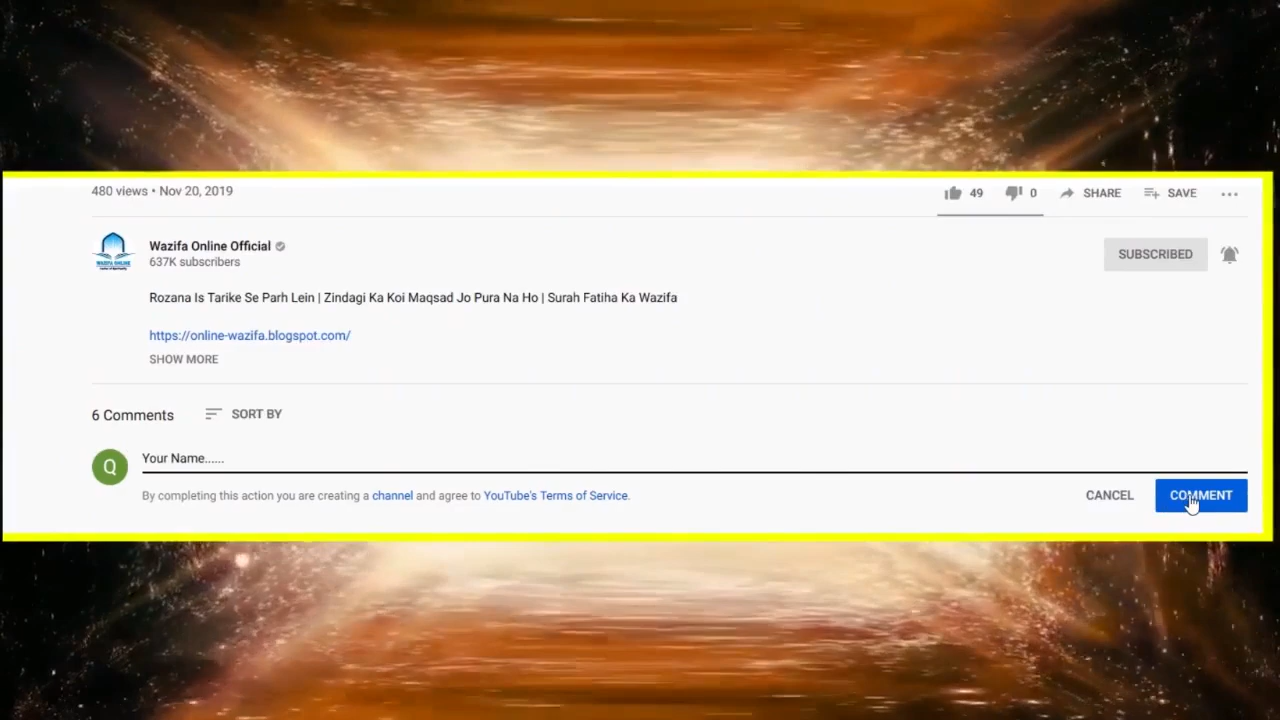 480 views • Nov 20, 2019
49 0 SHARE SAVE
Wazifa Online Official
637K subscribers
SUBSCRIBED
WAZIFA ONLINE
Rozana Is Tarike Se Parh Lein | Zindagi Ka Koi Maqsad Jo Pura Na Ho | Surah Fatiha Ka Wazifa
https://online-wazifa.blogspot.com/
SHOW MORE
6 Comments SORT BY
Q
Your Name......
By completing this action you are creating a channel and agree to YouTube's Terms of Service.
CANCEL COMMENT